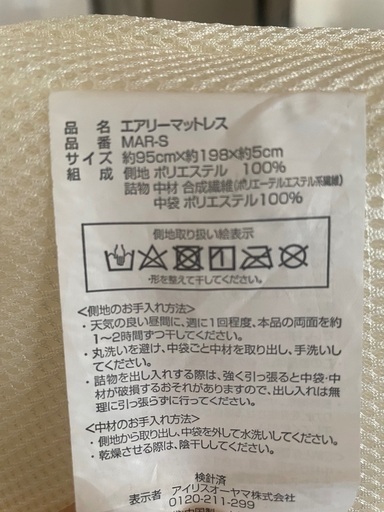 品　名　エアリーマットレス
品　番　MAR-S
サイズ　約95cm×約198×約5cm
組　成　側地 ポリエステル　100%
詰物 中材 合成繊維(ポリエーテルエステル系繊維)
中袋 ポリエステル100%
側地取り扱い絵表示
・形を整えて干してください。
<側地のお手入れ方法>
・天気の良い昼間に、週に1回程度、本品の両面を約
1～2時間ずつ干してください。
・丸洗いを避け、中袋ごと中材を取り出し、手洗いし
てください。
・詰物を出し入れする際は、強く引っ張ると中袋・中
材が破損するおそれがありますので、出し入れは無
理に引っ張らずに行ってください。
<中材のお手入れ方法>
・側地から取り出し、中袋を外して水洗いしてください。
・乾燥させる際は、陰干ししてください。
検針済
表示者　アイリスオーヤマ株式会社
0120-211-299